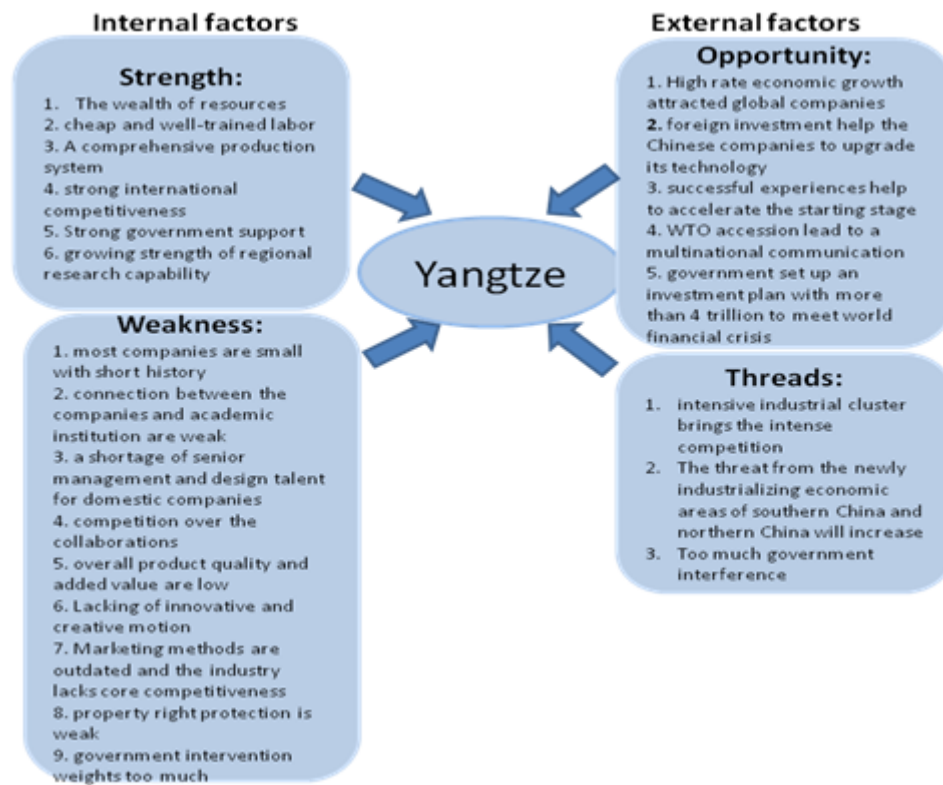 Internal factors
Strength:
1. The wealth of resources
2. cheap and well-trained labor
3. A comprehensive production
system
4. strong international
competitiveness
5. Strong government support
6. growing strength of regional
research capability
Weakness:
1. most companies are small
with short history
2. connection between the
companies and academic
institution are weak
3. a shortage of senior
management and design talent
for domestic companies
4. competition over the
collaborations
5. overall product quality and
added value are low
6. Lacking of innovative and
creative motion
7. Marketing methods are
outdated and the industry
lacks core competitiveness
8. property right protection is
weak
9. government intervention
weights too much
Yangtze
External factors
Opportunity:
1. High rate economic growth
attracted global companies
2. foreign investment help the
Chinese companies to upgrade
its technology
3. successful experiences help
to accelerate the starting stage
4. WTO accession lead to a
multinational communication
5. government set up an
investment plan with more
than 4 trillion to meet world
financial crisis
Threads:
1. intensive industrial cluster
brings the intense
competition
2. The threat from the newly
industrializing economic
areas of southern China and
northern China will increase
3. Too much government
interference